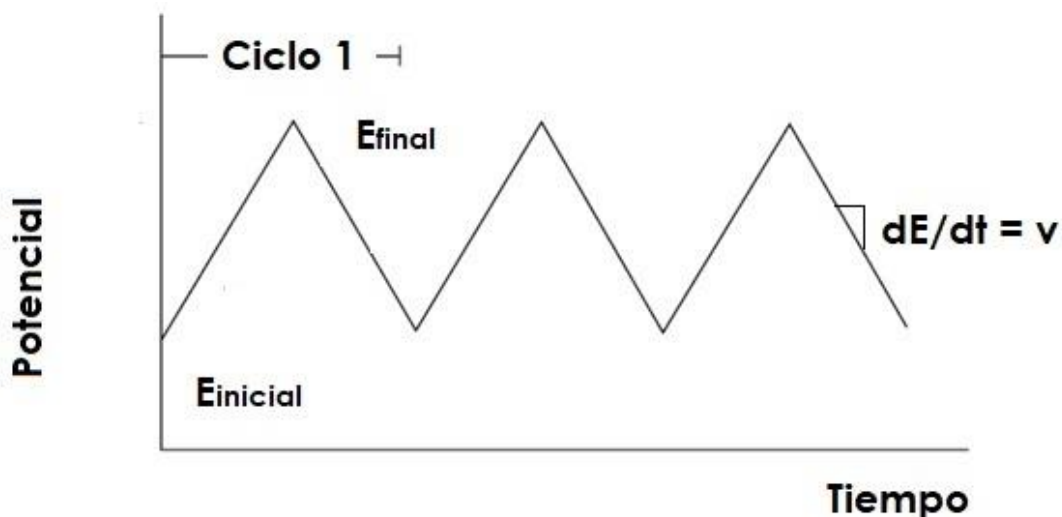 Ciclo 1
Efinal
Potencial
dE/dt = v
Einicial
Tiempo